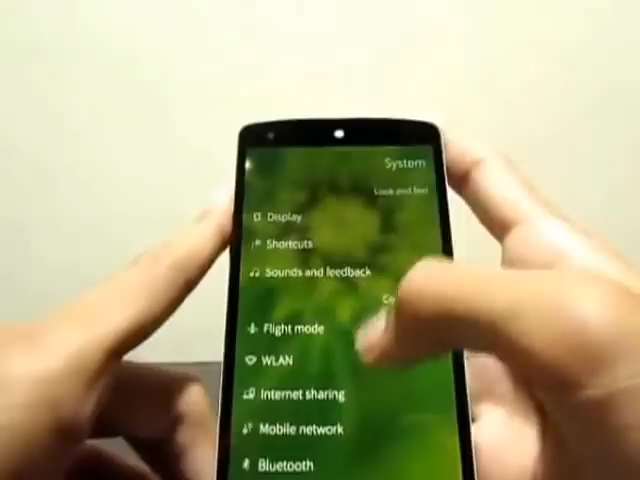 System
Look and feel
Display
Shortcuts
Sounds and feedback
Flight mode
WLAN
Internet sharing
Mobile network
Bluetooth